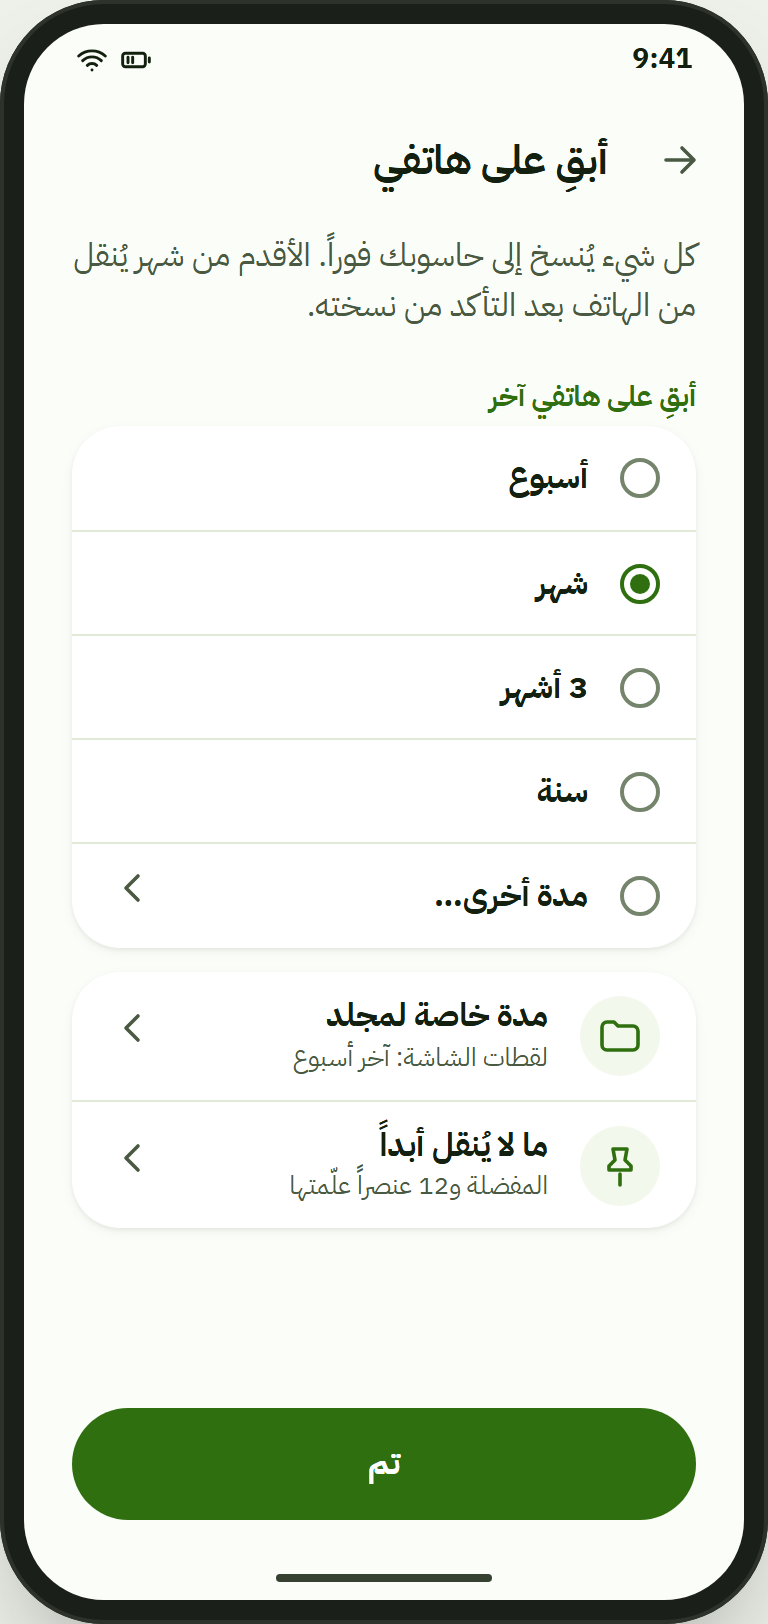 9:41
أبقِ على هاتفي
كل شيء يُنسخ إلى حاسوبك فوراً. الأقدم من شهر يُنقل
من الهاتف بعد التأكد من نسخته.
أبقِ على هاتفي آخر
أسبوع
شهر
3 أشهر
سنة
مدة أخرى...
مدة خاصة لمجلد
لقطات الشاشة: آخر أسبوع
ما لا يُنقل أبداً
المفضلة و12 عنصراً علّمتها
تم